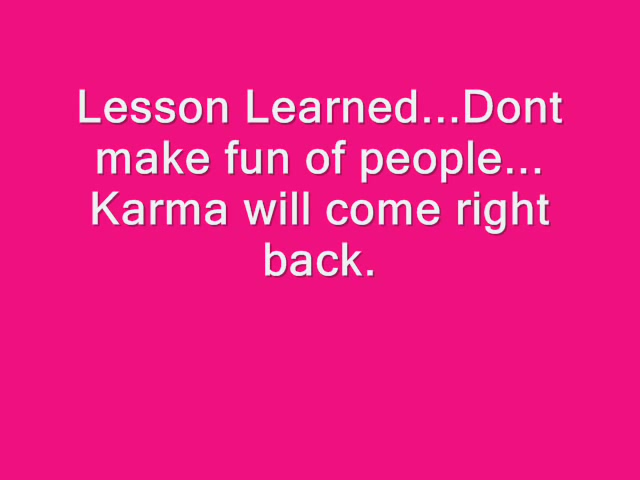 Lesson Learned...Dont
make fun of people...
Karma will come right
back.